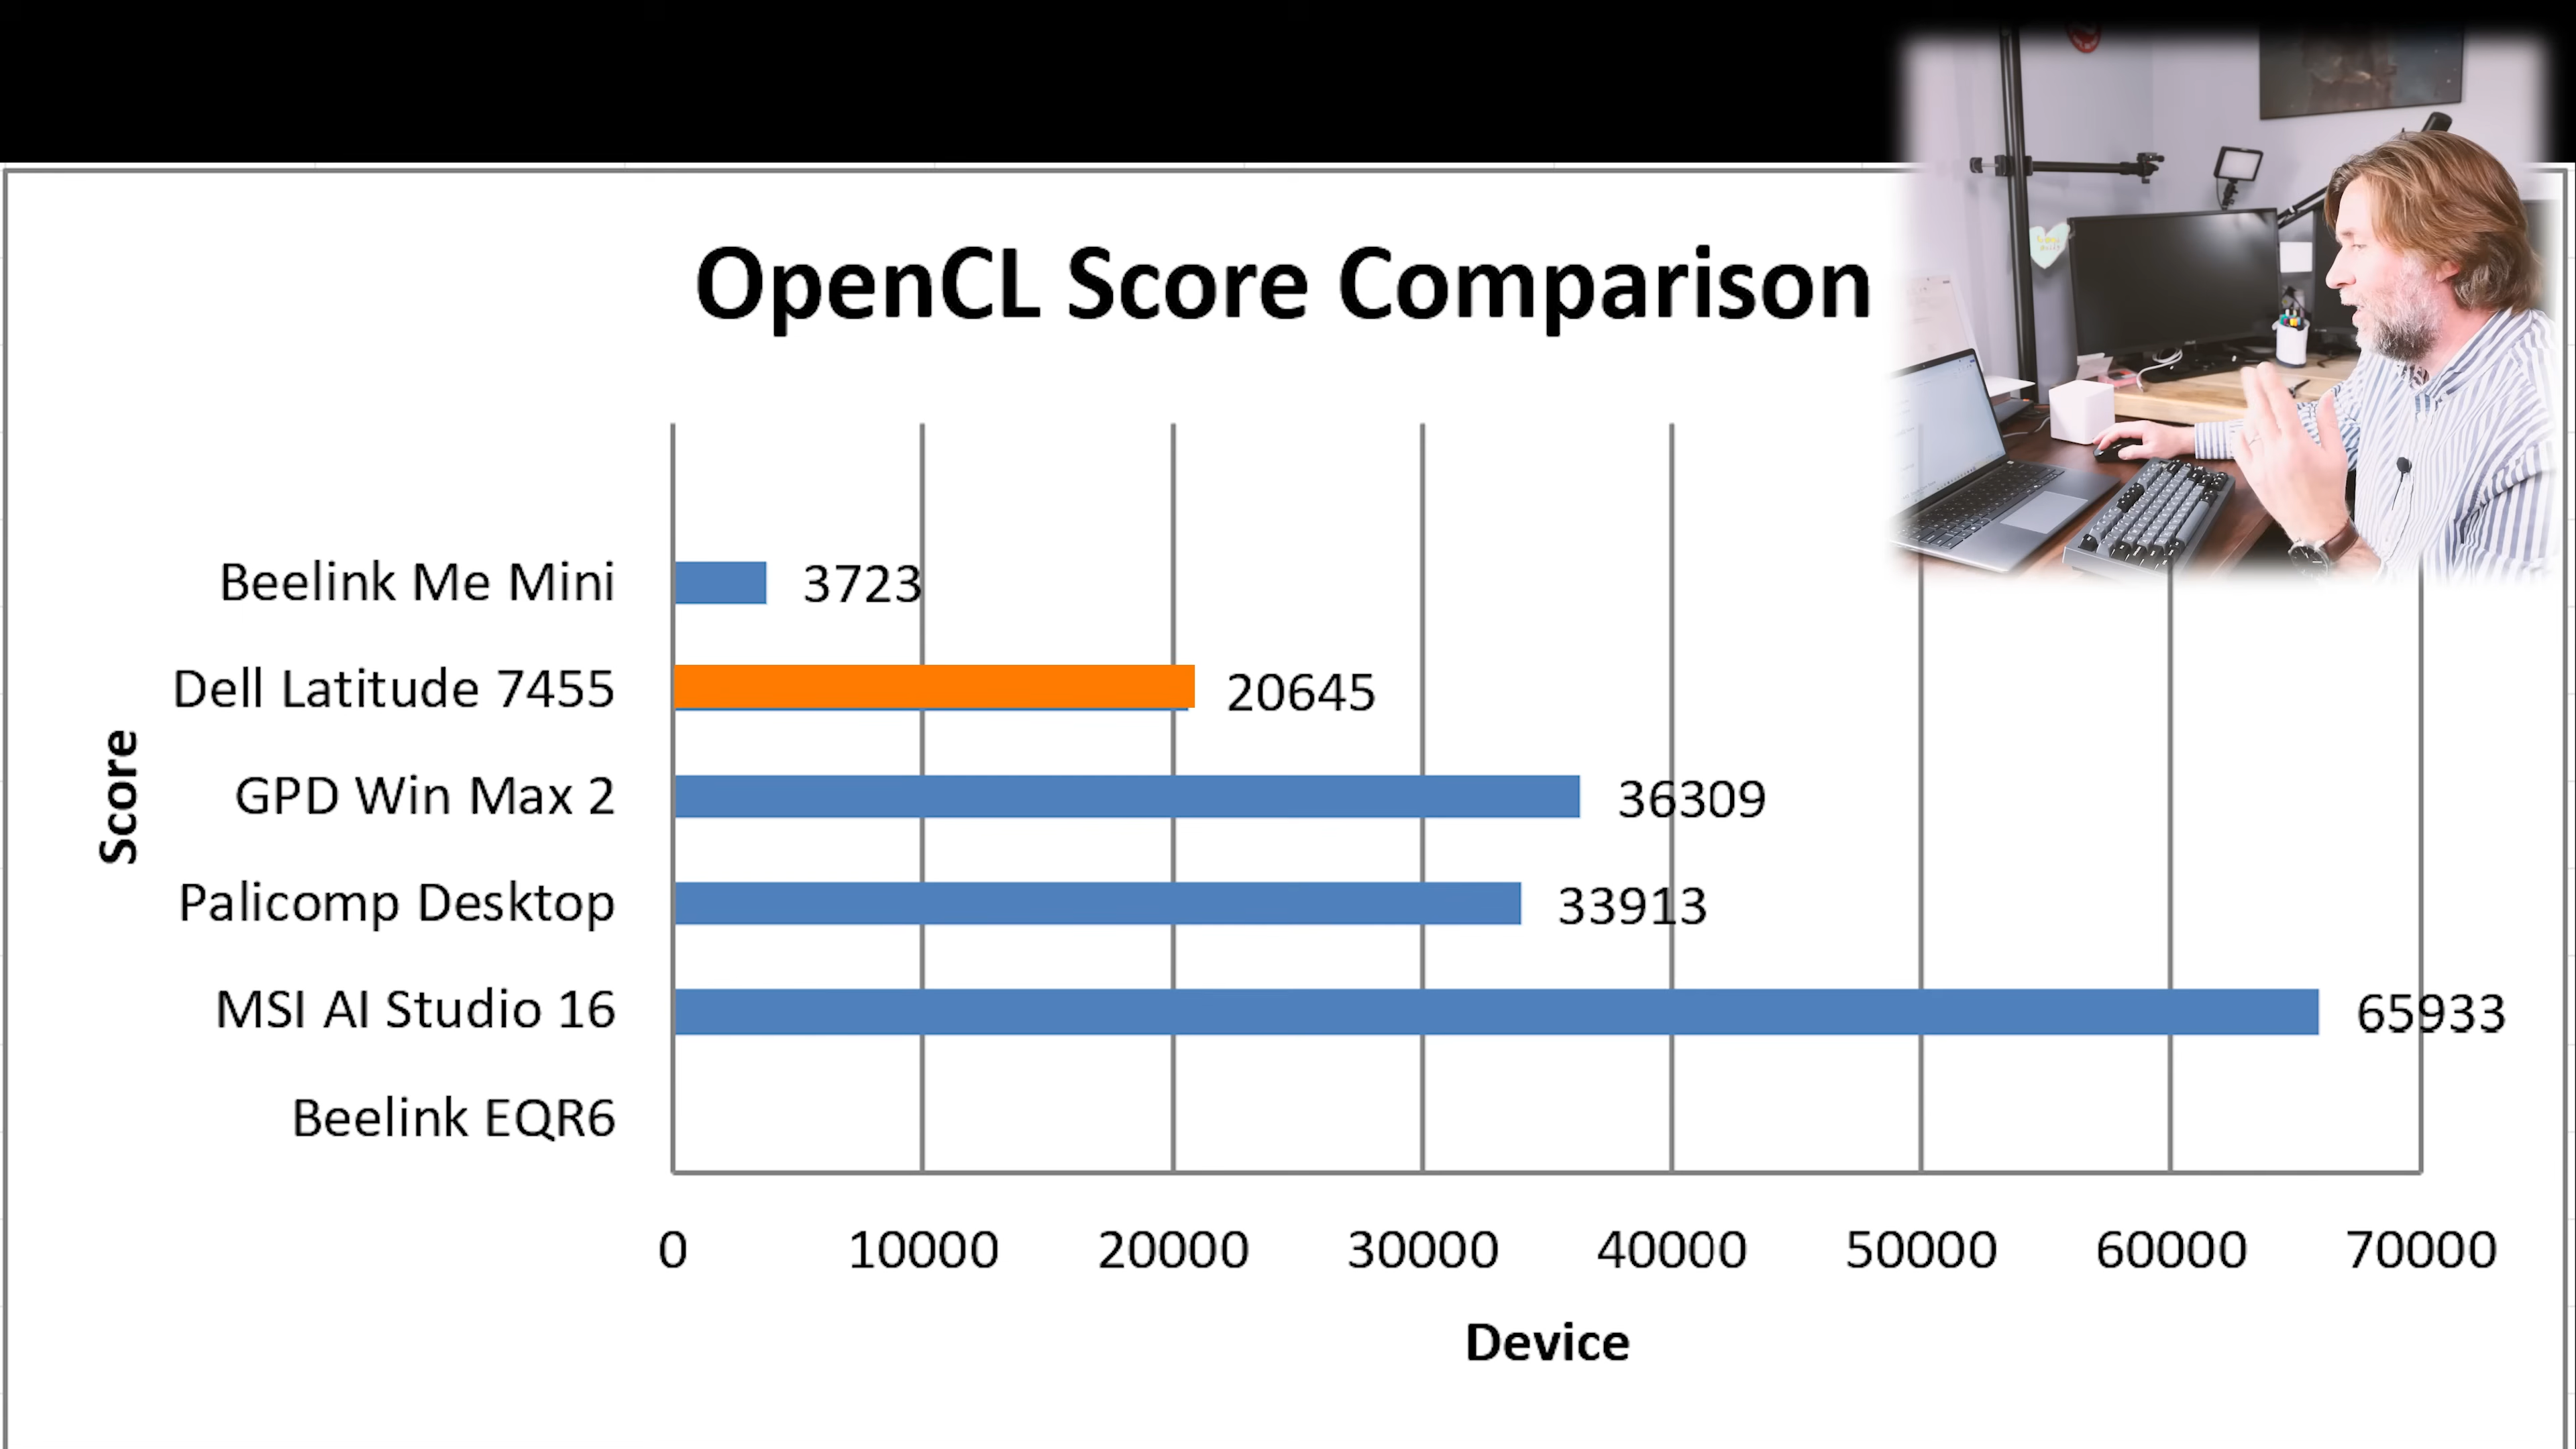 OpenCL Score Comparison
Beelink Me Mini 3723
Dell Latitude 7455 20645
GPD Win Max 2 36309
Palicomp Desktop 33913
MSI AI Studio 16 65933
Beelink EQR6
Score
0 10000 20000 30000 40000 50000 60000 70000
Device